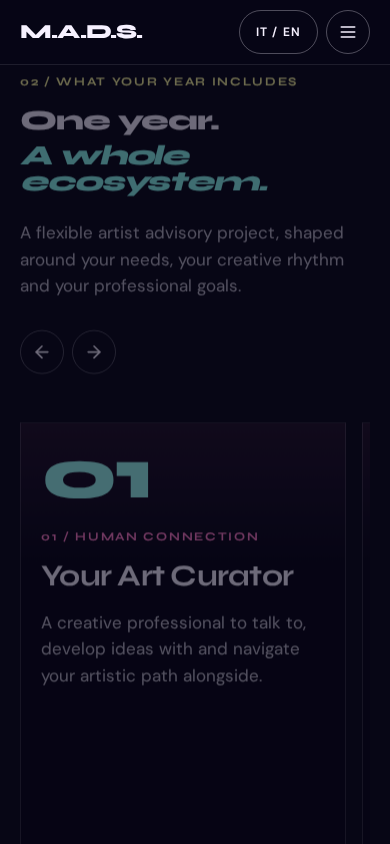 M.A.D.S.
IT / EN
02 / WHAT YOUR YEAR INCLUDES
One year.
A whole
ecosystem.
A flexible artist advisory project, shaped
around your needs, your creative rhythm
and your professional goals.
01
01 / HUMAN CONNECTION
Your Art Curator
A creative professional to talk to,
develop ideas with and navigate
your artistic path alongside.